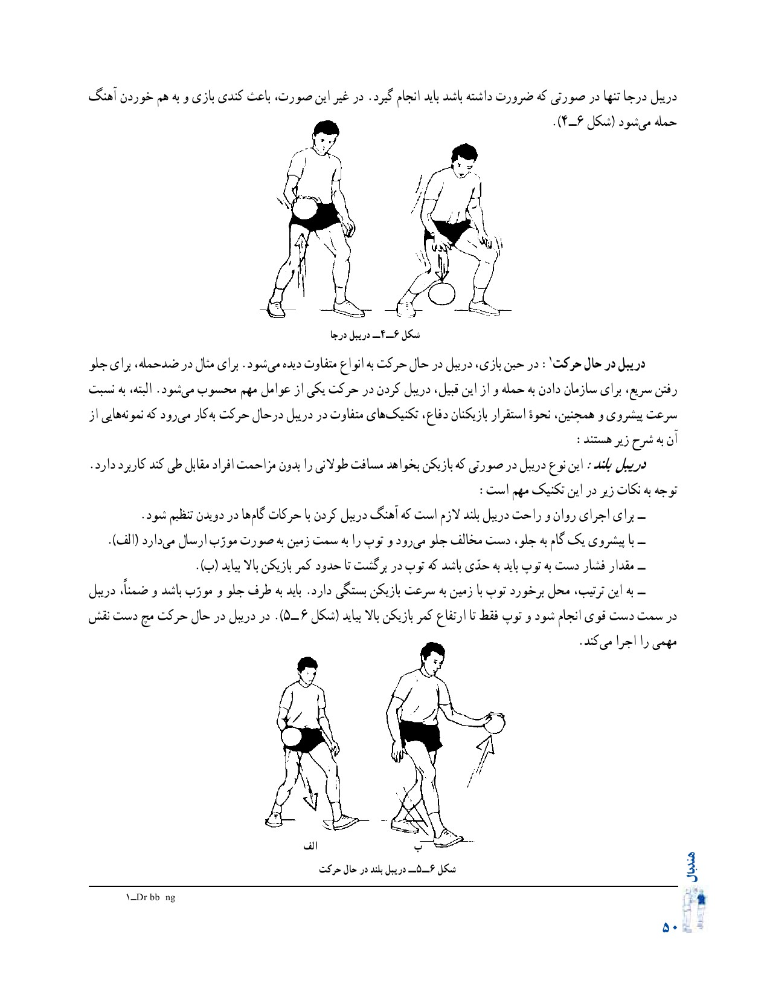 دریبل درجا تنها در صورتی که ضرورت داشته باشد باید انجام گیرد. در غیر این صورت، باعث کندی بازی و به هم خوردن آهنگ
حمله می‌شود (شکل ۶ــ۴).
شکل ۶ــ۴ــ دریبل درجا
دریبل در حال حرکت۱ : در حین بازی، دریبل در حال حرکت به انواع متفاوت دیده می‌شود. برای مثال در ضدحمله، برای جلو
رفتن سریع، برای سازمان دادن به حمله و از این قبیل، دریبل کردن در حرکت یکی از عوامل مهم محسوب می‌شود. البته، به نسبت
سرعت پیشروی و همچنین، نحوهٔ استقرار بازیکنان دفاع، تکنیک‌های متفاوت در دریبل درحال حرکت به‌کار می‌رود که نمونه‌هایی از
آن به شرح زیر هستند :
دریبل بلند : این نوع دریبل در صورتی که بازیکن بخواهد مسافت طولانی را بدون مزاحمت افراد مقابل طی کند کاربرد دارد.
توجه به نکات زیر در این تکنیک مهم است :
ــ برای اجرای روان و راحت دریبل بلند لازم است که آهنگ دریبل کردن با حرکات گام‌ها در دویدن تنظیم شود.
ــ با پیشروی یک گام به جلو، دست مخالف جلو می‌رود و توپ را به سمت زمین به صورت مورّب ارسال می‌دارد (الف).
ــ مقدار فشار دست به توپ باید به حدّی باشد که توپ در برگشت تا حدود کمر بازیکن بالا بیاید (ب).
ــ به این ترتیب، محل برخورد توپ با زمین به سرعت بازیکن بستگی دارد. باید به طرف جلو و مورّب باشد و ضمناً، دریبل
در سمت دست قوی انجام شود و توپ فقط تا ارتفاع کمر بازیکن بالا بیاید (شکل ۶ــ۵). در دریبل در حال حرکت مچ دست نقش
مهمی را اجرا می‌کند.
الف
ب
شکل ۶ــ۵ــ دریبل بلند در حال حرکت
۱ــDr bb ng
هندبال
۵۰